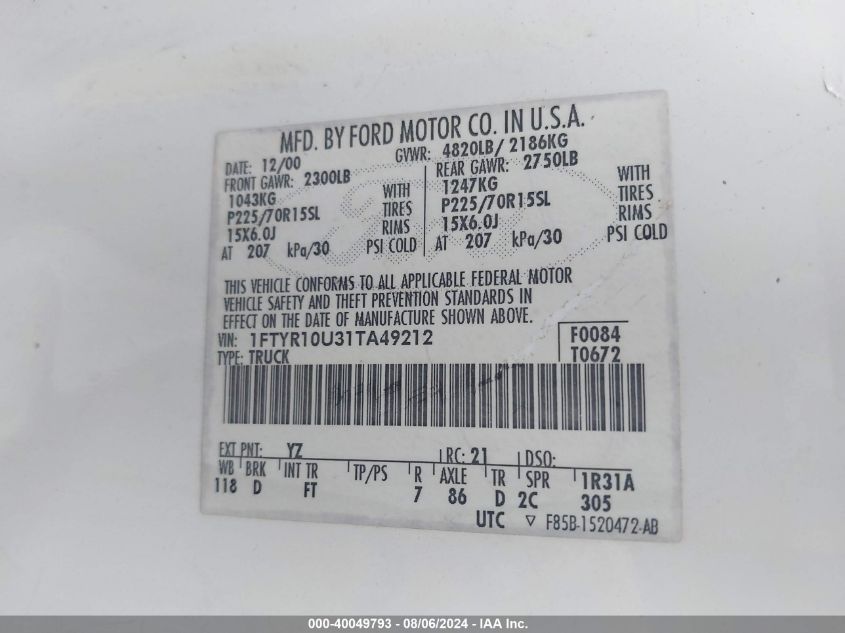 MFD. BY FORD MOTOR CO. IN U.S.A.
DATE: 12/00 GVWR: 4820LB/ 2186KG
FRONT GAWR: 2300LB REAR GAWR: 2750LB
1043KG WITH 1247KG WITH
P225/70R15SL TIRES P225/70R15SL TIRES
15X6.0J RIMS 15X6.0J RIMS
AT 207 kPa/30 PSI COLD AT 207 kPa/30 PSI COLD
THIS VEHICLE CONFORMS TO ALL APPLICABLE FEDERAL MOTOR
VEHICLE SAFETY AND THEFT PREVENTION STANDARDS IN
EFFECT ON THE DATE OF MANUFACTURE SHOWN ABOVE.
VIN: 1FTYR10U31TA49212 F0084
TYPE: TRUCK T0672
EXT PNT: YZ RC: 21 DSO:
WB BRK INT TR TP/PS R AXLE TR SPR 1R31A
118 D FT 7 86 D 2C 305
UTC ▽ F85B-1520472-AB
000-40049793 - 08/06/2024 - IAA Inc.